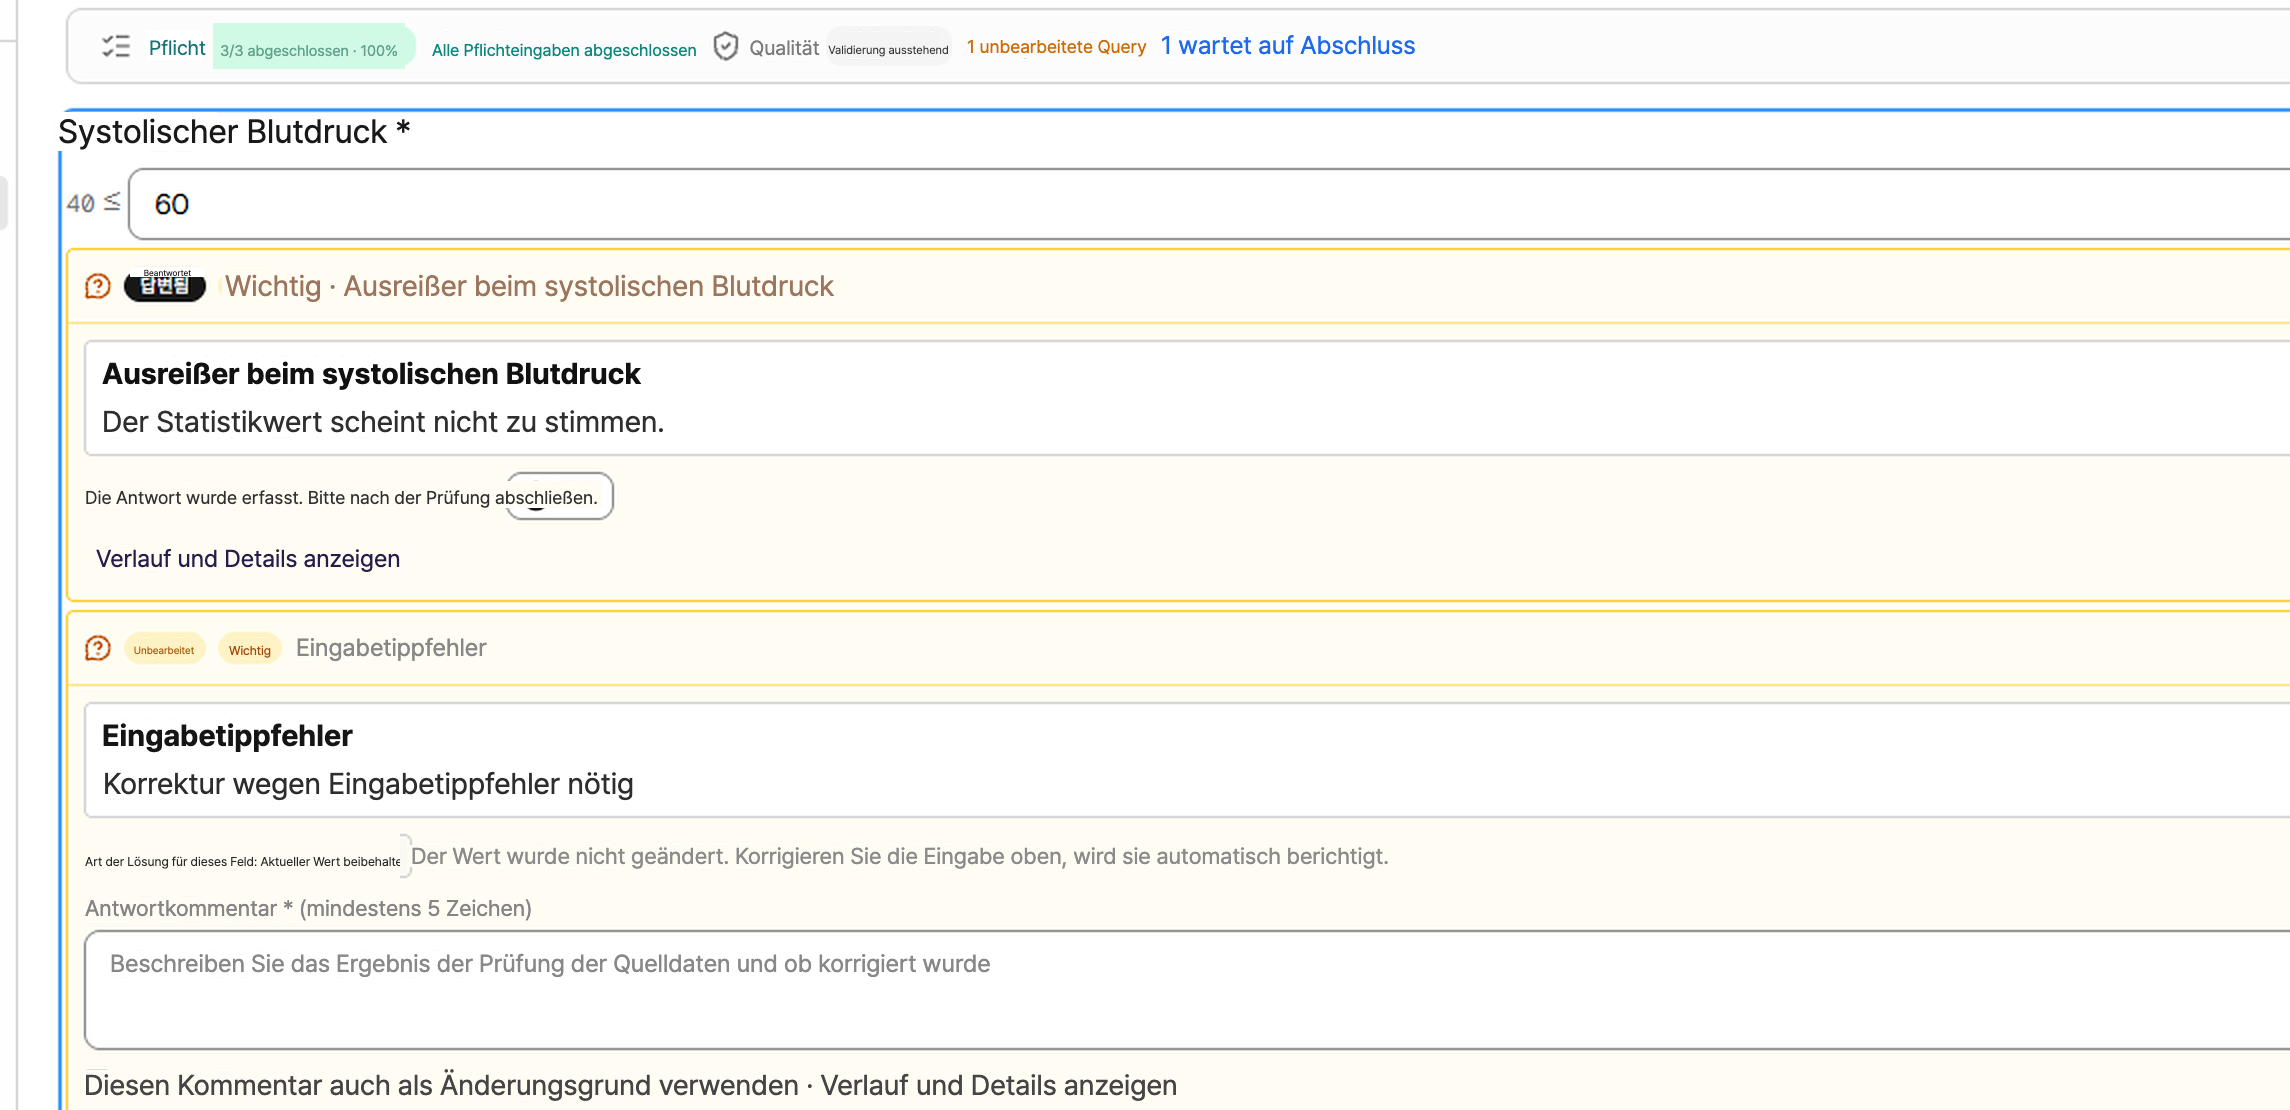 Pflicht 3/3 abgeschlossen · 100% Alle Pflichteingaben abgeschlossen Qualität Validierung ausstehend 1 unbearbeitete Query 1 wartet auf Abschluss
Systolischer Blutdruck *
40 ≤ 60
Beantwortet
답변됨 Wichtig · Ausreißer beim systolischen Blutdruck
Ausreißer beim systolischen Blutdruck
Der Statistikwert scheint nicht zu stimmen.
Die Antwort wurde erfasst. Bitte nach der Prüfung abschließen.
Verlauf und Details anzeigen
Unbearbeitet Wichtig Eingabetippfehler
Eingabetippfehler
Korrektur wegen Eingabetippfehler nötig
Art der Lösung für dieses Feld: Aktueller Wert beibehalte Der Wert wurde nicht geändert. Korrigieren Sie die Eingabe oben, wird sie automatisch berichtigt.
Antwortkommentar * (mindestens 5 Zeichen)
Beschreiben Sie das Ergebnis der Prüfung der Quelldaten und ob korrigiert wurde
Diesen Kommentar auch als Änderungsgrund verwenden · Verlauf und Details anzeigen